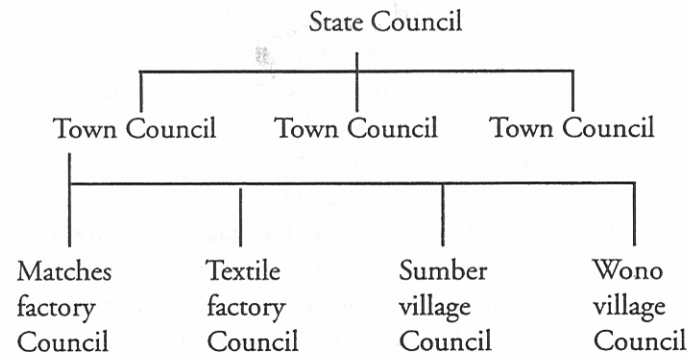 State Council
Town Council Town Council Town Council
Matches Textile Sumber Wono
factory factory village village
Council Council Council Council